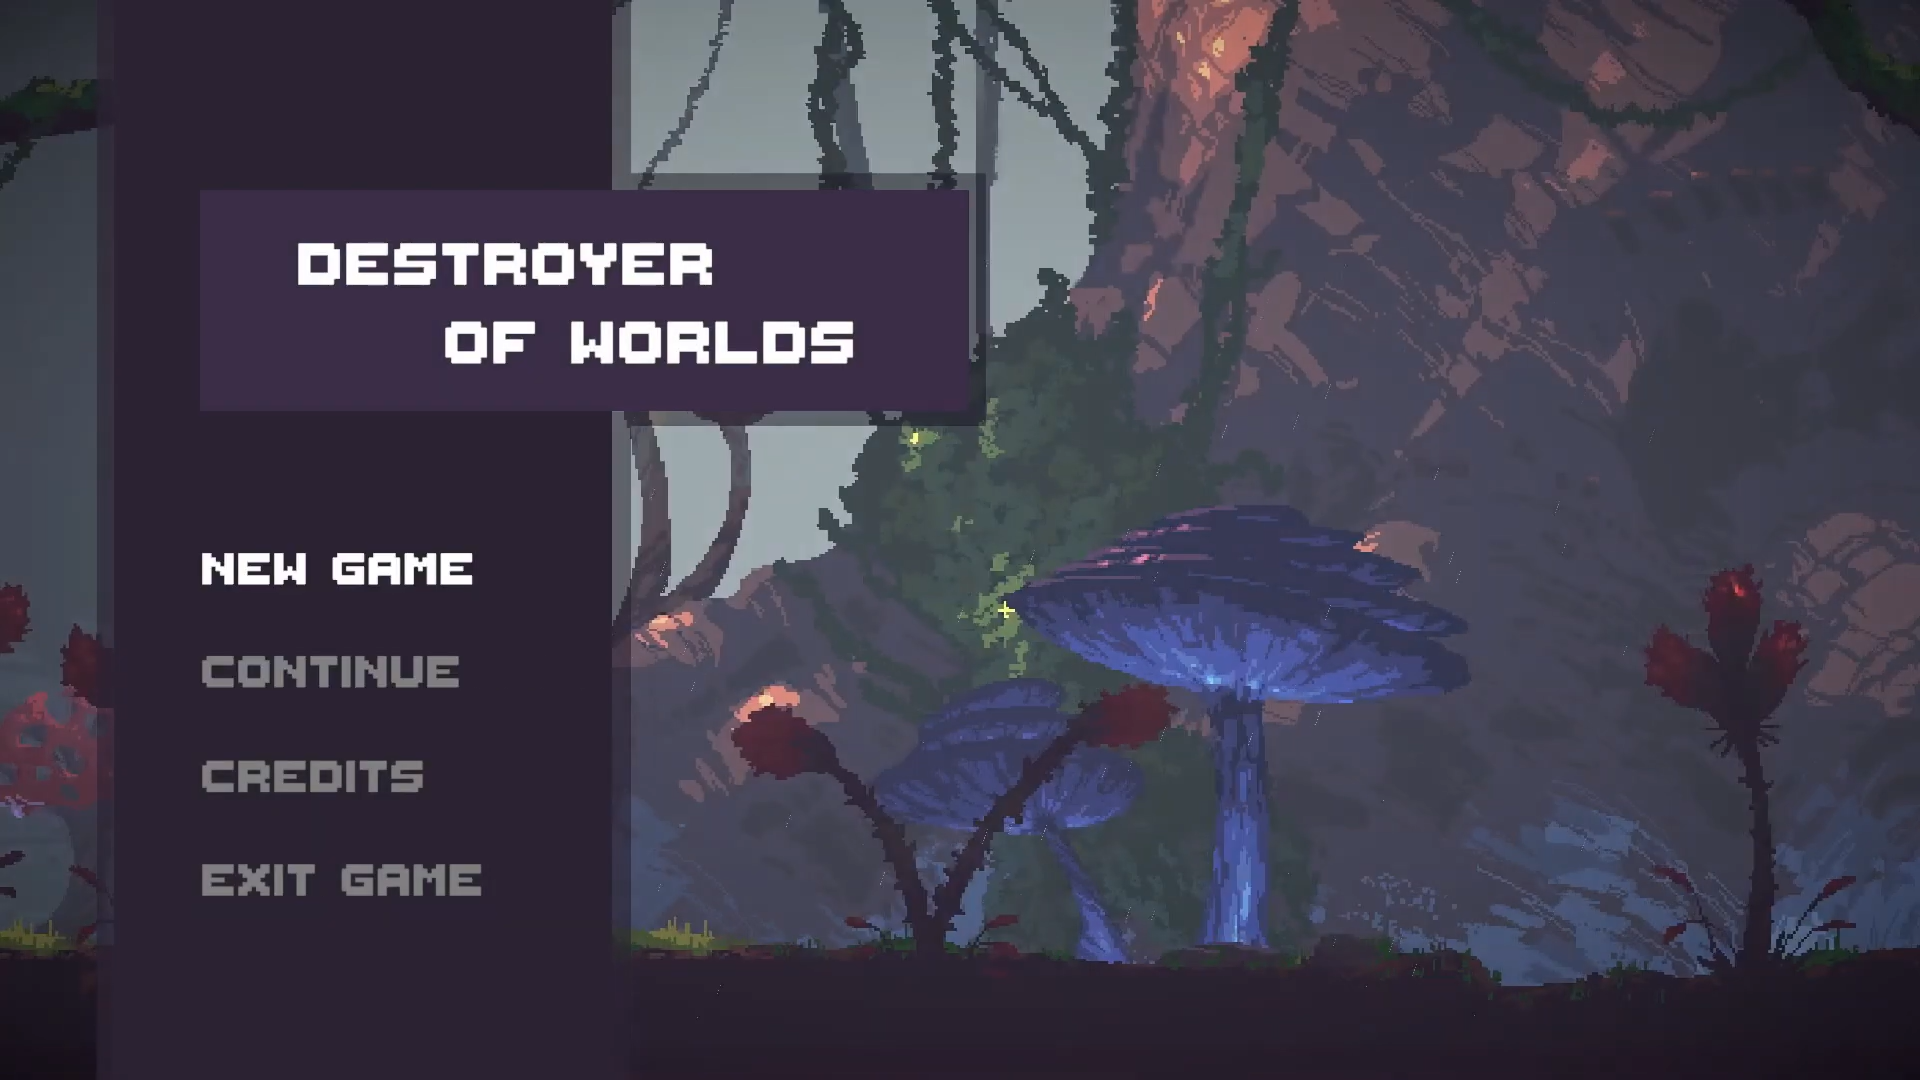 DESTROYER
OF WORLDS
NEW GAME
CONTINUE
CREDITS
EXIT GAME